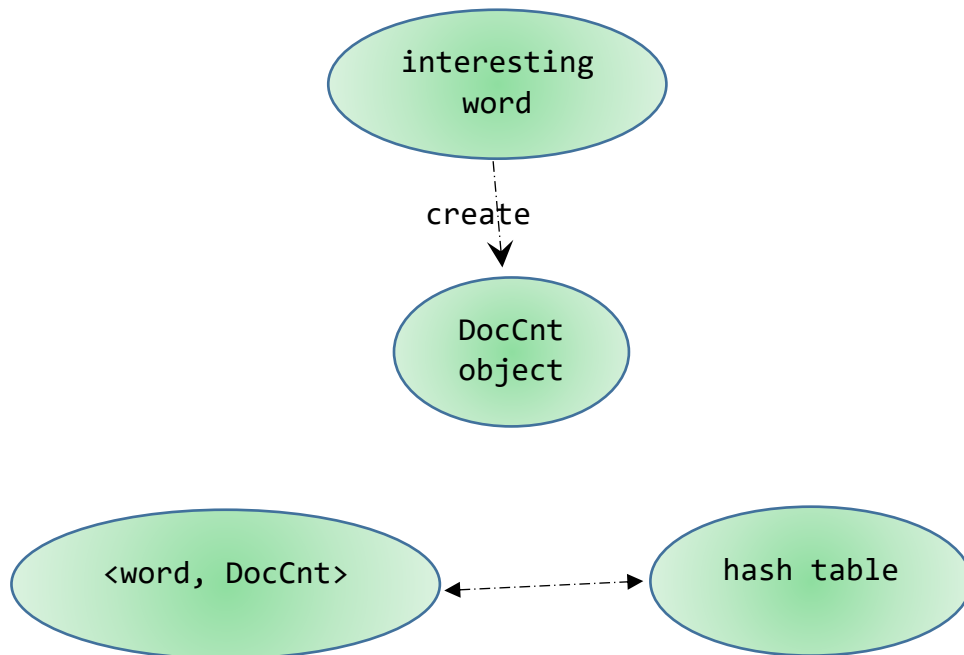 interesting
word
create
DocCnt
object
<word, DocCnt>
hash table